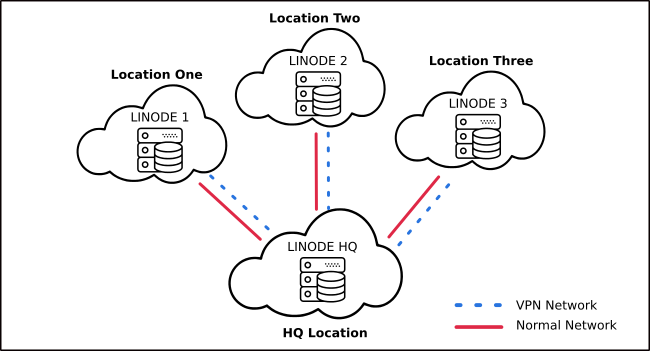 Location Two
LINODE 2
Location One
LINODE 1
Location Three
LINODE 3
LINODE HQ
HQ Location
VPN Network
Normal Network